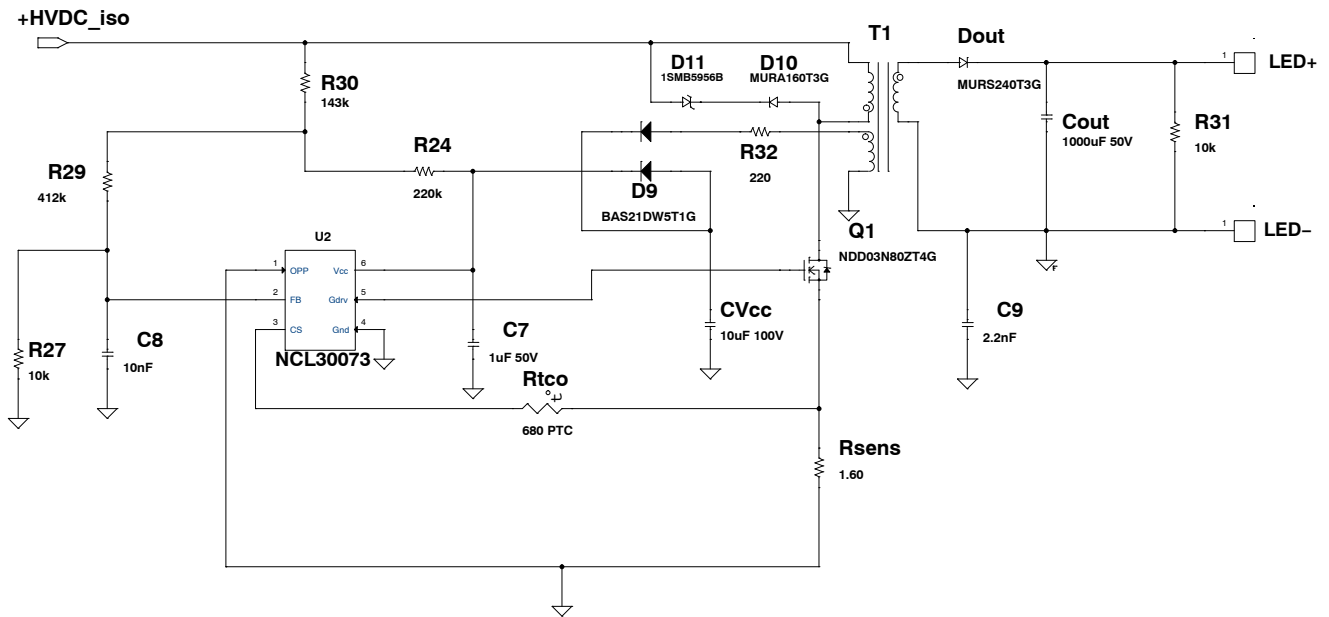 +HVDC_iso
T1
Dout
1
LED+
D11
D10
1SMB5956B
MURA160T3G
MURS240T3G
R30
143k
Cout
1000uF 50V
R31
10k
R24
220k
R32
220
R29
412k
D9
BAS21DW5T1G
Q1
NDD03N80ZT4G
1
LED–
F
U2
1
OPP
Vcc
6
2
FB
Gdrv
5
3
CS
Gnd
4
NCL30073
C7
1uF 50V
CVcc
10uF 100V
C9
2.2nF
C8
10nF
R27
10k
Rtco
t
680 PTC
Rsens
1.60